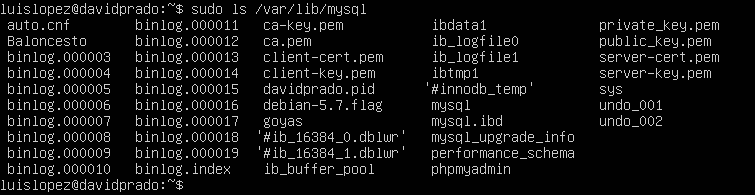 luislopez@davidprado:~$ sudo ls /var/lib/mysql
auto.cnf binlog.000011 ca-key.pem ibdata1 private_key.pem
Baloncesto binlog.000012 ca.pem ib_logfile0 public_key.pem
binlog.000003 binlog.000013 client-cert.pem ib_logfile1 server-cert.pem
binlog.000004 binlog.000014 client-key.pem ibtmp1 server-key.pem
binlog.000005 binlog.000015 davidprado.pid '#innodb_temp' sys
binlog.000006 binlog.000016 debian-5.7.flag mysql undo_001
binlog.000007 binlog.000017 goyas mysql.ibd undo_002
binlog.000008 binlog.000018 '#ib_16384_0.dblwr' mysql_upgrade_info
binlog.000009 binlog.000019 '#ib_16384_1.dblwr' performance_schema
binlog.000010 binlog.index ib_buffer_pool phpmyadmin
luislopez@davidprado:~$